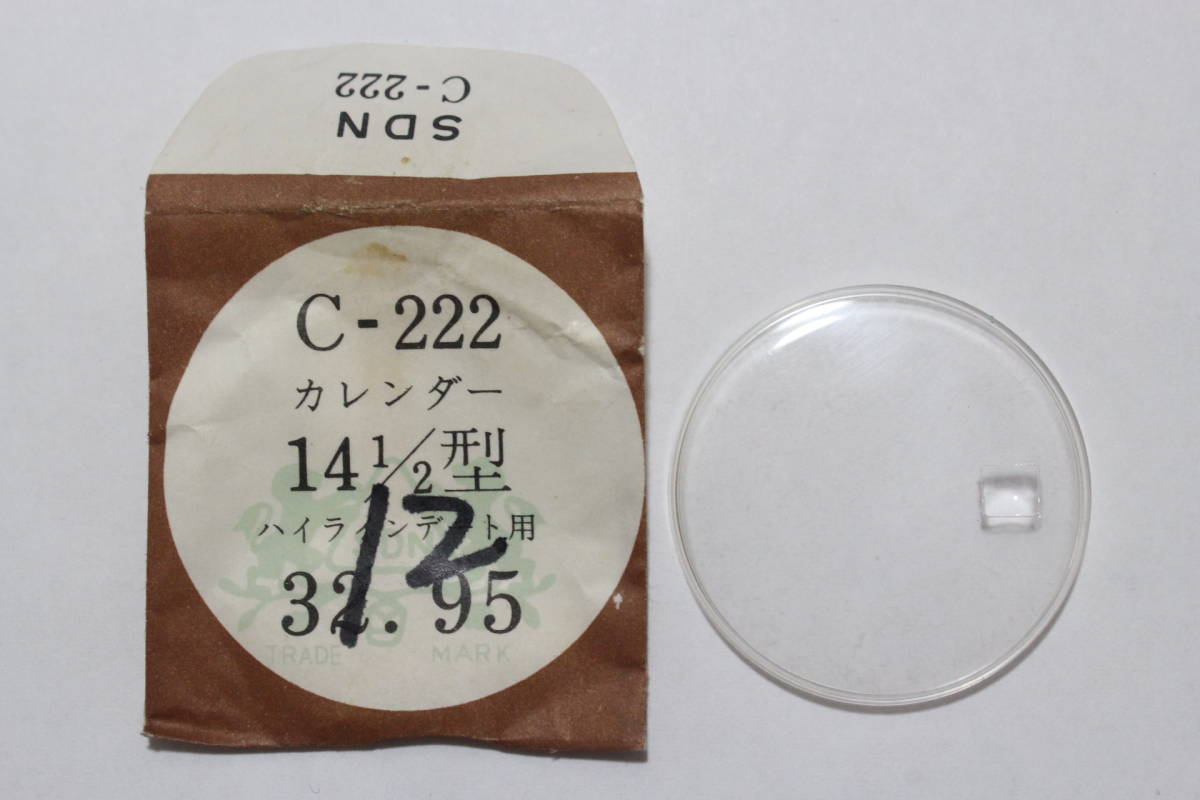 SDN
C-222
C-222
カレンダー
14 1/2型
ハイラインデート用
12
32.95
SDN
TRADE MARK